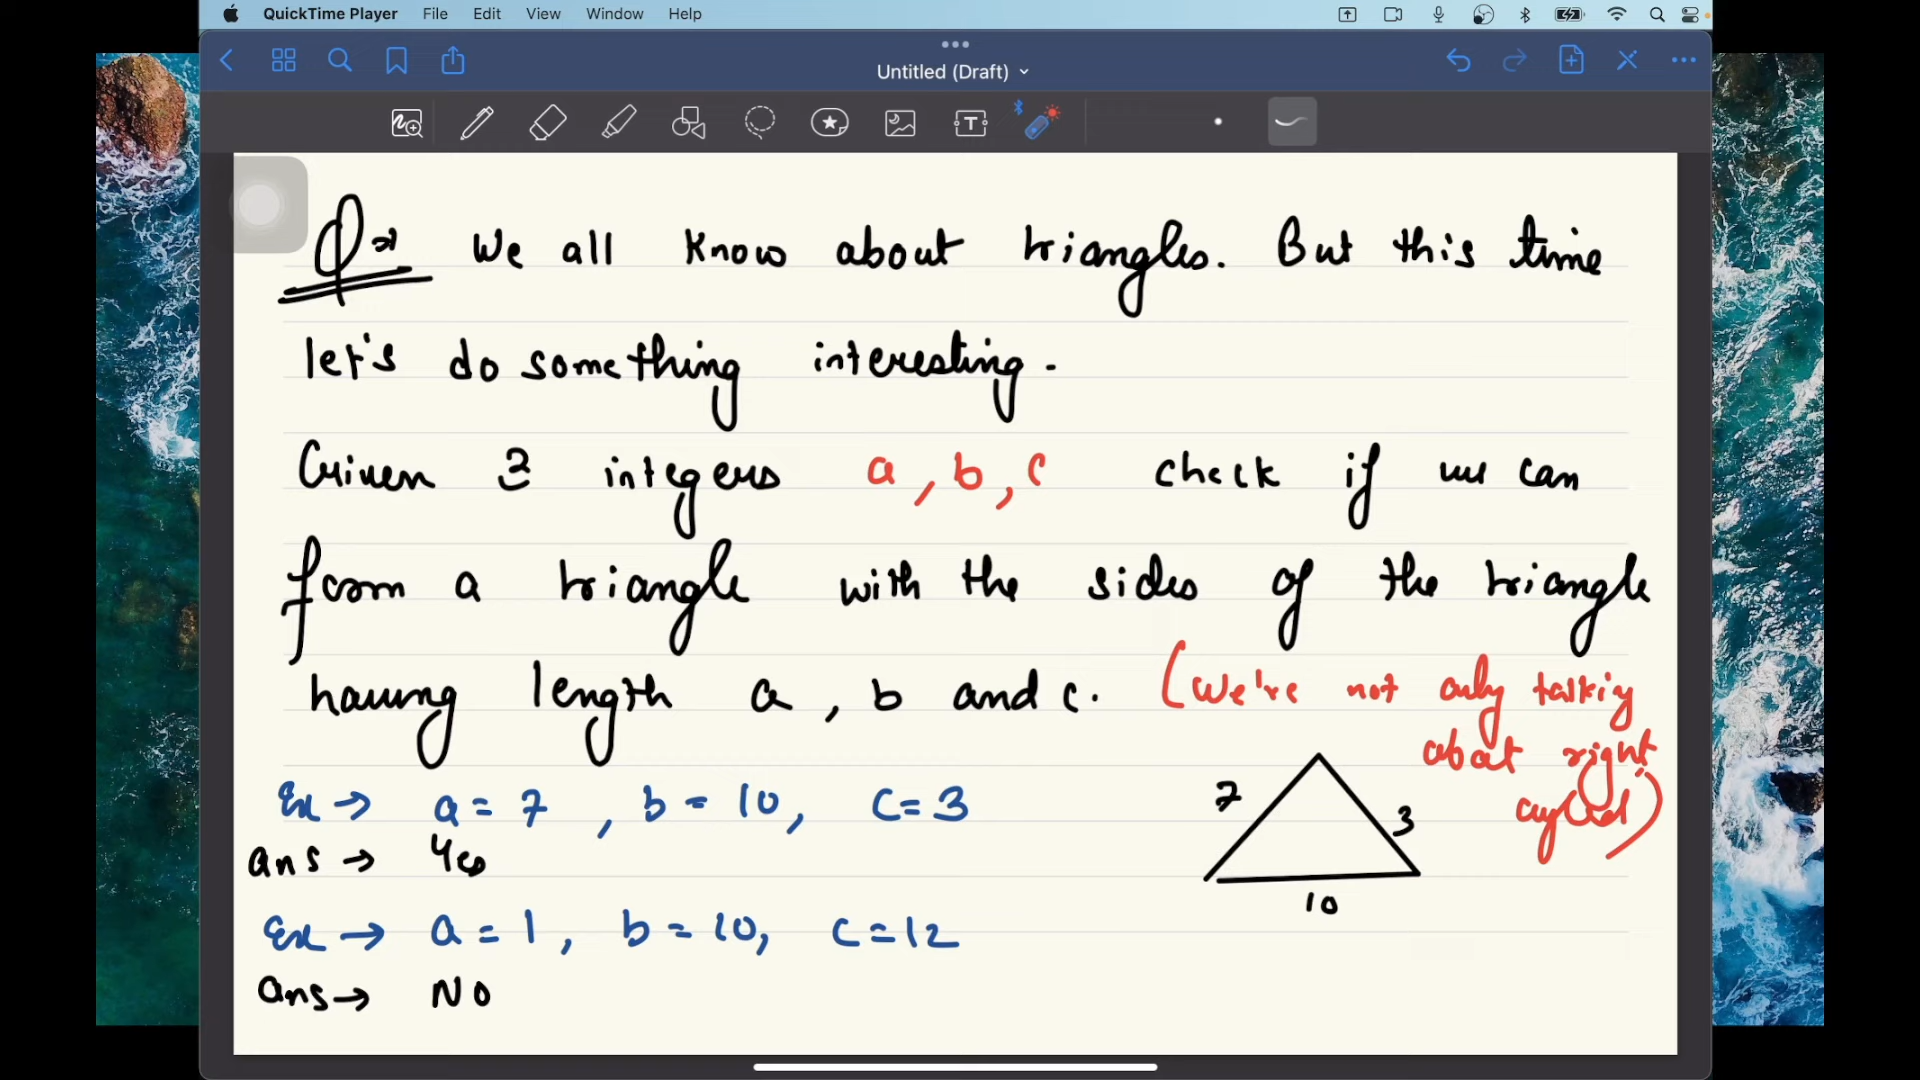 QuickTime Player File Edit View Window Help
Untitled (Draft)
Q→ We all know about triangles. But this time
let's do something interesting.
Given 3 integers a, b, c check if we can
form a triangle with the sides of the triangle
having length a, b and c. (We're not only talking
about right
angled)
Ex → a = 7, b = 10, c = 3
ans → Yes
7
3
10
Ex → a = 1, b = 10, c = 12
ans → No